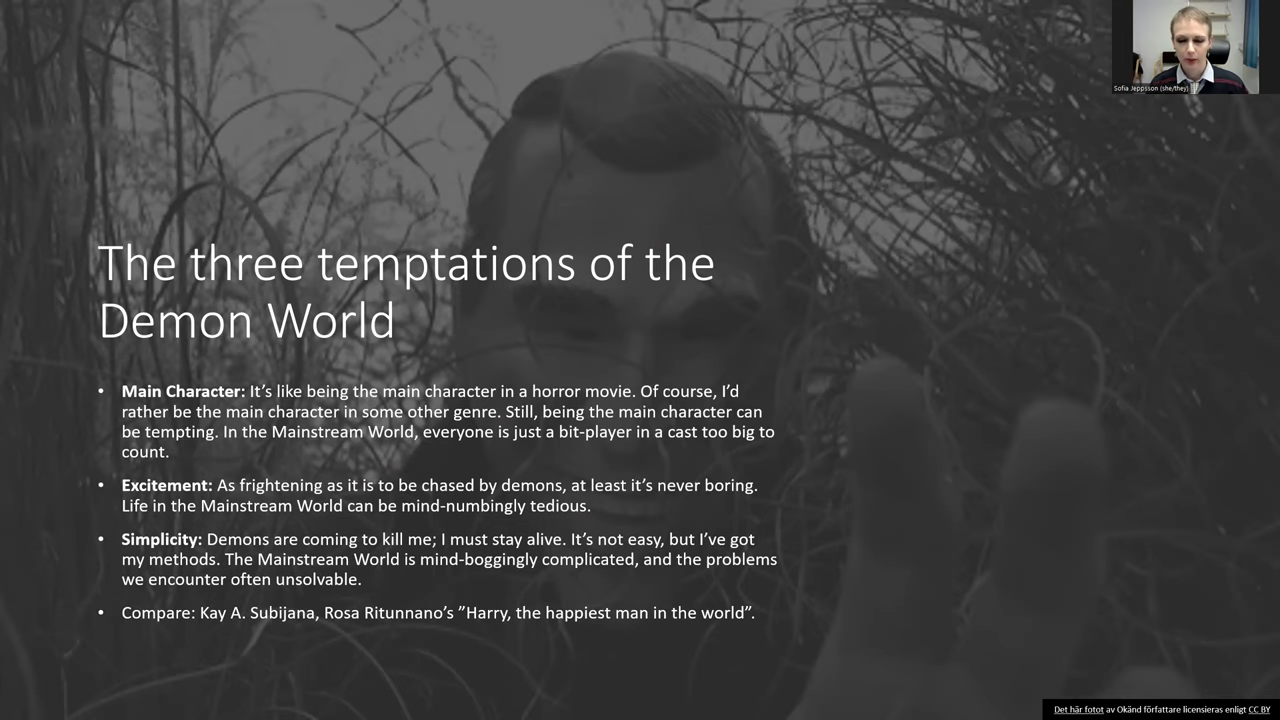 Sofia Jeppsson (she/they)
The three temptations of the
Demon World
• Main Character: It's like being the main character in a horror movie. Of course, I'd
rather be the main character in some other genre. Still, being the main character can
be tempting. In the Mainstream World, everyone is just a bit-player in a cast too big to
count.
• Excitement: As frightening as it is to be chased by demons, at least it's never boring.
Life in the Mainstream World can be mind-numbingly tedious.
• Simplicity: Demons are coming to kill me; I must stay alive. It's not easy, but I've got
my methods. The Mainstream World is mind-boggingly complicated, and the problems
we encounter often unsolvable.
• Compare: Kay A. Subijana, Rosa Ritunnano's ”Harry, the happiest man in the world”.
Det här fotot av Okänd författare licensieras enligt CC BY